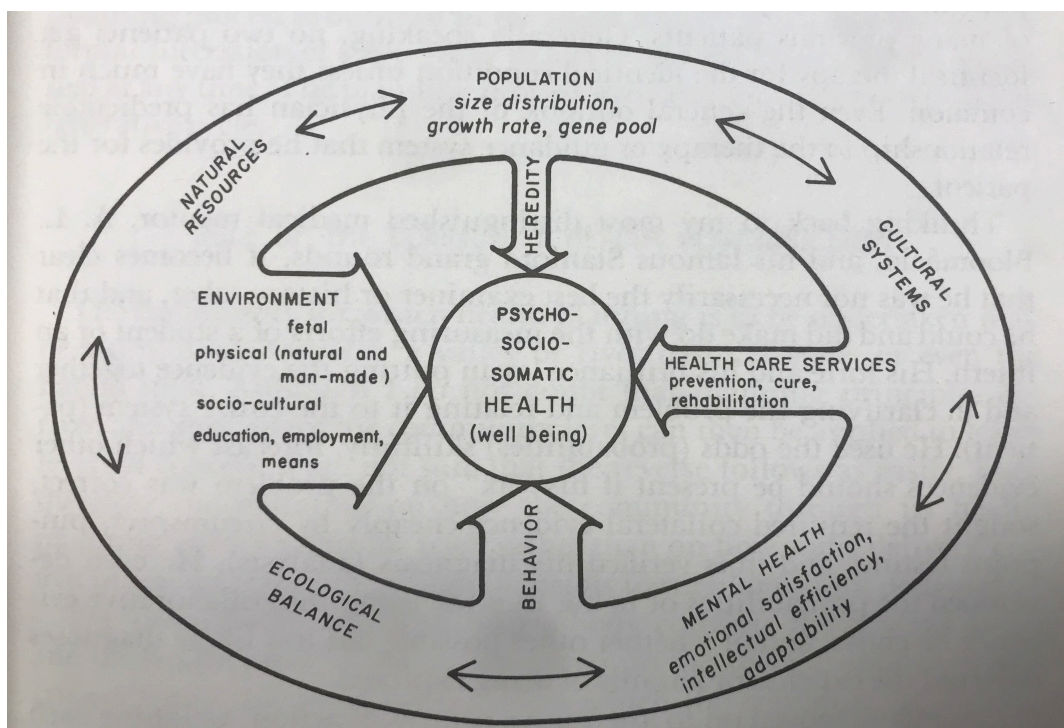 POPULATION
size distribution,
growth rate, gene pool
NATURAL
RESOURCES
HEREDITY
CULTURAL
SYSTEMS
ENVIRONMENT
fetal
physical (natural and
man-made)
socio-cultural
education, employment,
means
PSYCHO-
SOCIO-
SOMATIC
HEALTH
(well being)
HEALTH CARE SERVICES
prevention, cure,
rehabilitation
BEHAVIOR
ECOLOGICAL
BALANCE
MENTAL HEALTH
emotional satisfaction,
intellectual efficiency,
adaptability